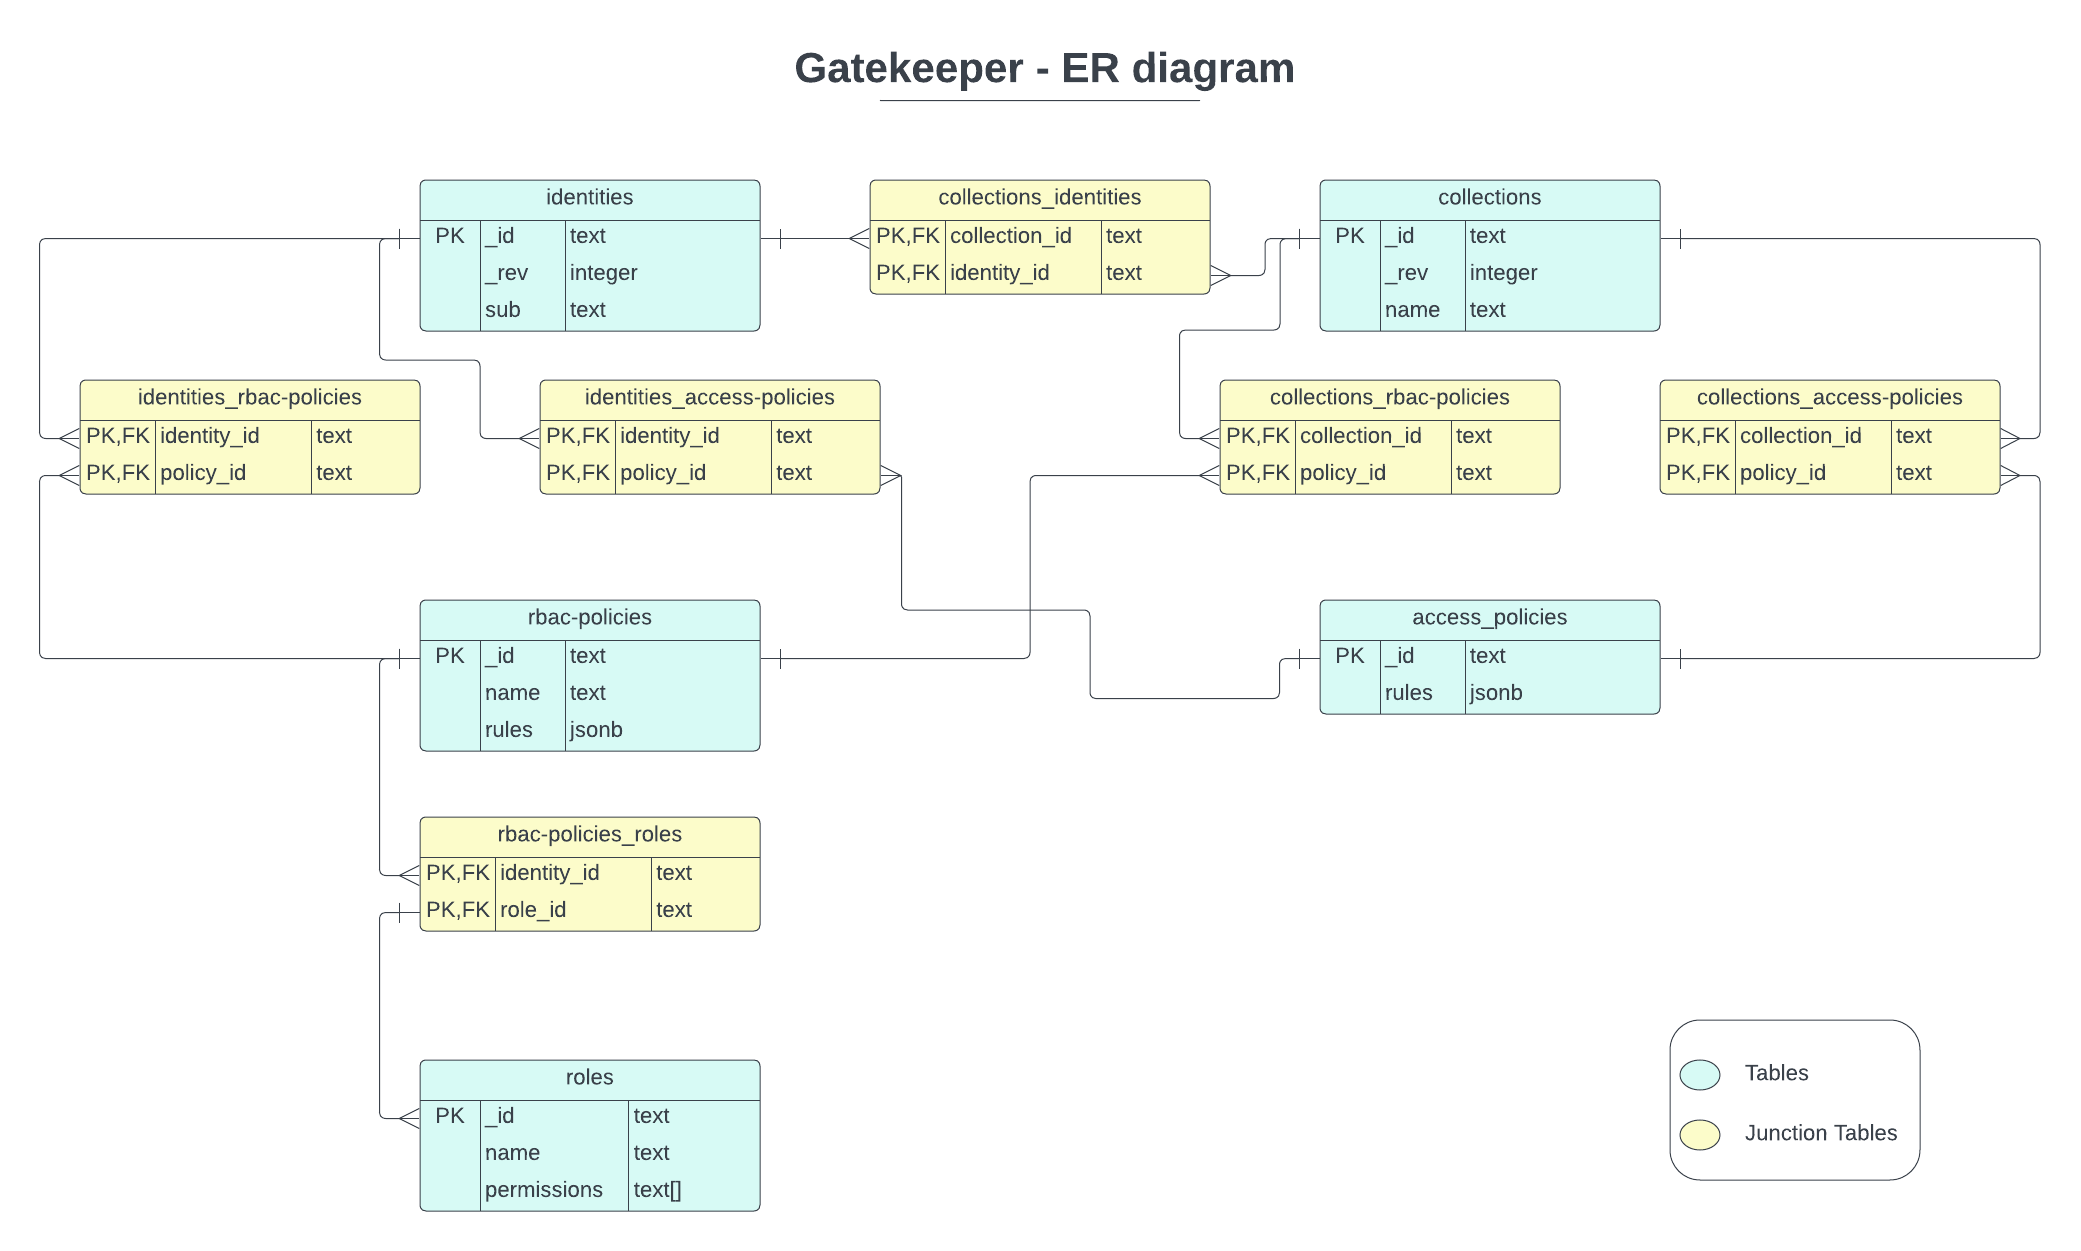 Gatekeeper - ER diagram
identities
PK _id text
_rev integer
sub text
collections_identities
PK,FK collection_id text
PK,FK identity_id text
collections
PK _id text
_rev integer
name text
identities_rbac-policies
PK,FK identity_id text
PK,FK policy_id text
identities_access-policies
PK,FK identity_id text
PK,FK policy_id text
collections_rbac-policies
PK,FK collection_id text
PK,FK policy_id text
collections_access-policies
PK,FK collection_id text
PK,FK policy_id text
rbac-policies
PK _id text
name text
rules jsonb
access_policies
PK _id text
rules jsonb
rbac-policies_roles
PK,FK identity_id text
PK,FK role_id text
roles
PK _id text
name text
permissions text[]
Tables
Junction Tables